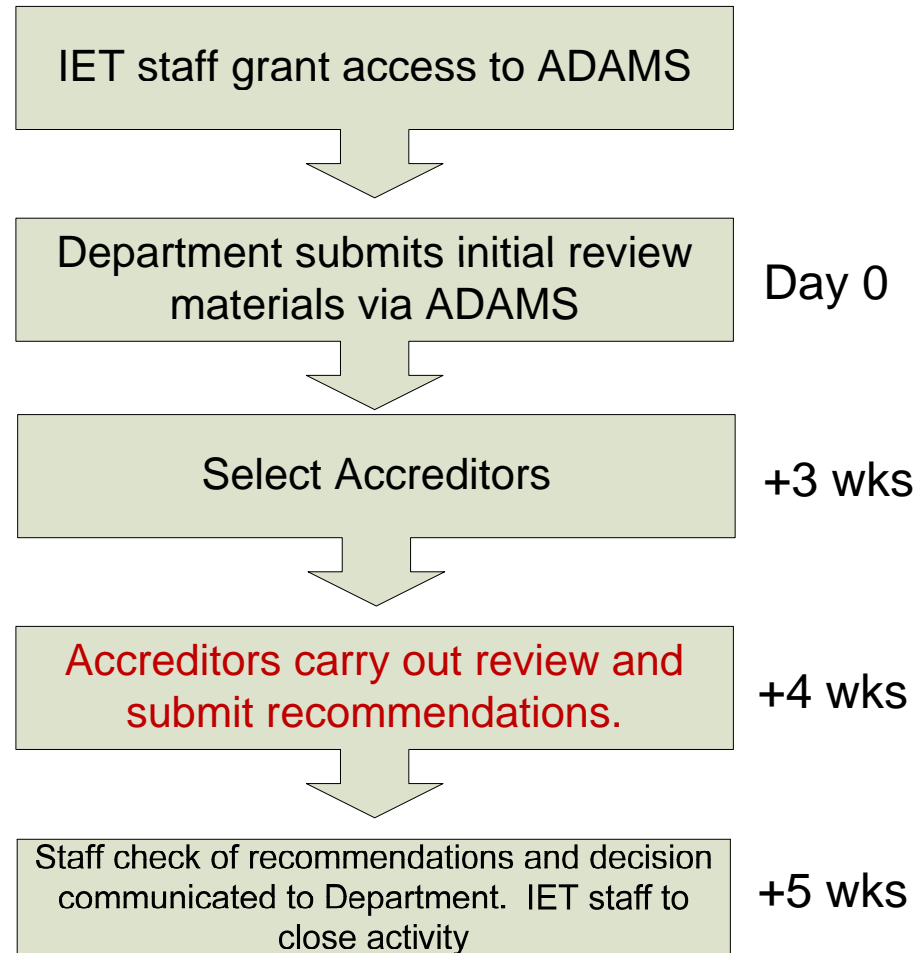 IET staff grant access to ADAMS
Department submits initial review
materials via ADAMS
Day 0
Select Accreditors
+3 wks
Accreditors carry out review and
submit recommendations.
+4 wks
Staff check of recommendations and decision
communicated to Department.  IET staff to
close activity
+5 wks